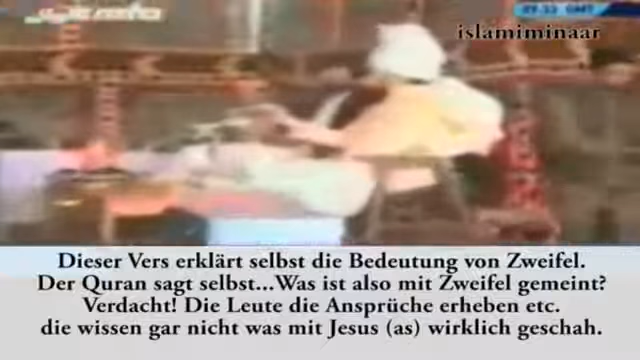 islamiminaar
Dieser Vers erklärt selbst die Bedeutung von Zweifel.
Der Quran sagt selbst...Was ist also mit Zweifel gemeint?
Verdacht! Die Leute die Ansprüche erheben etc.
die wissen gar nicht was mit Jesus (as) wirklich geschah.